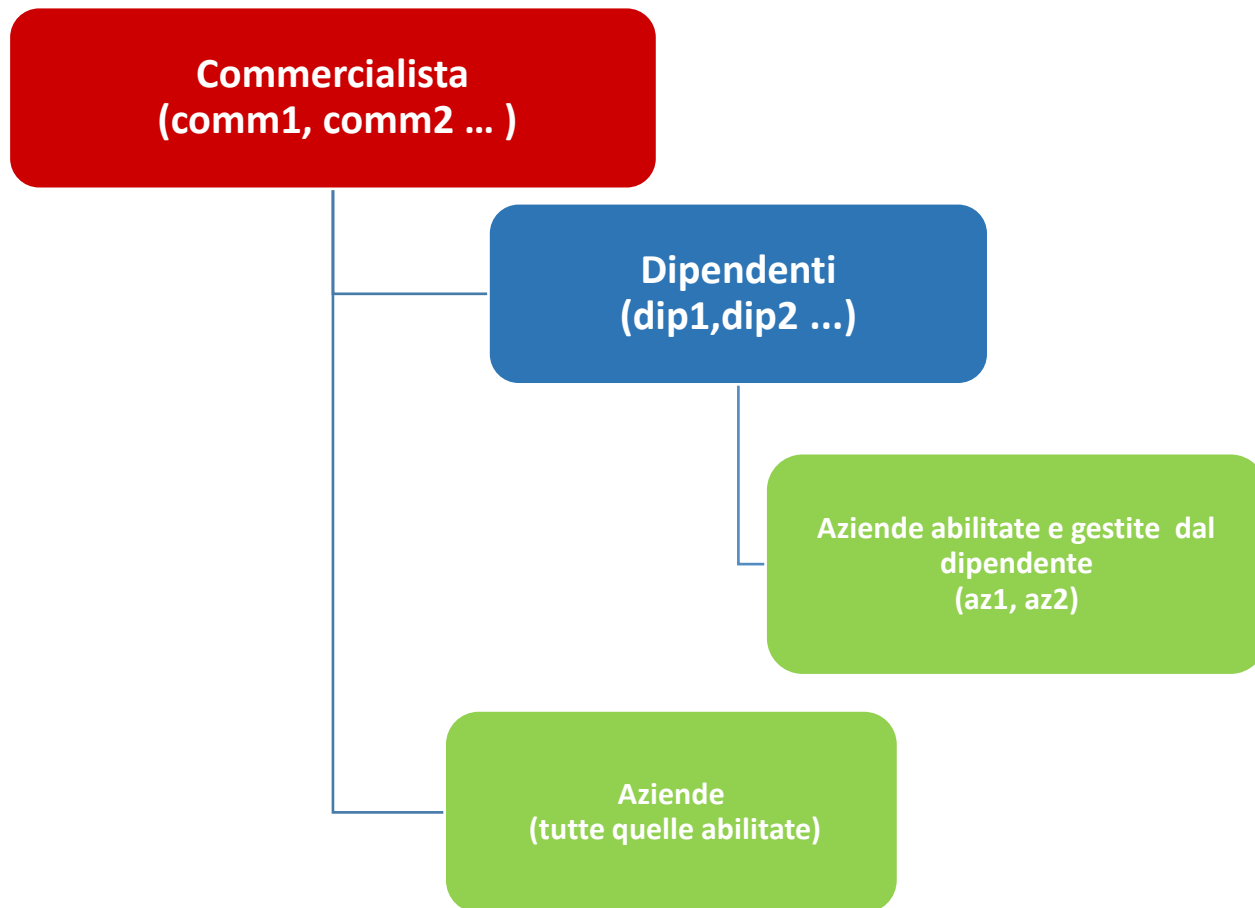 Commercialista
(comm1, comm2 … )
Dipendenti
(dip1,dip2 ...)
Aziende abilitate e gestite  dal
dipendente
(az1, az2)
Aziende
(tutte quelle abilitate)